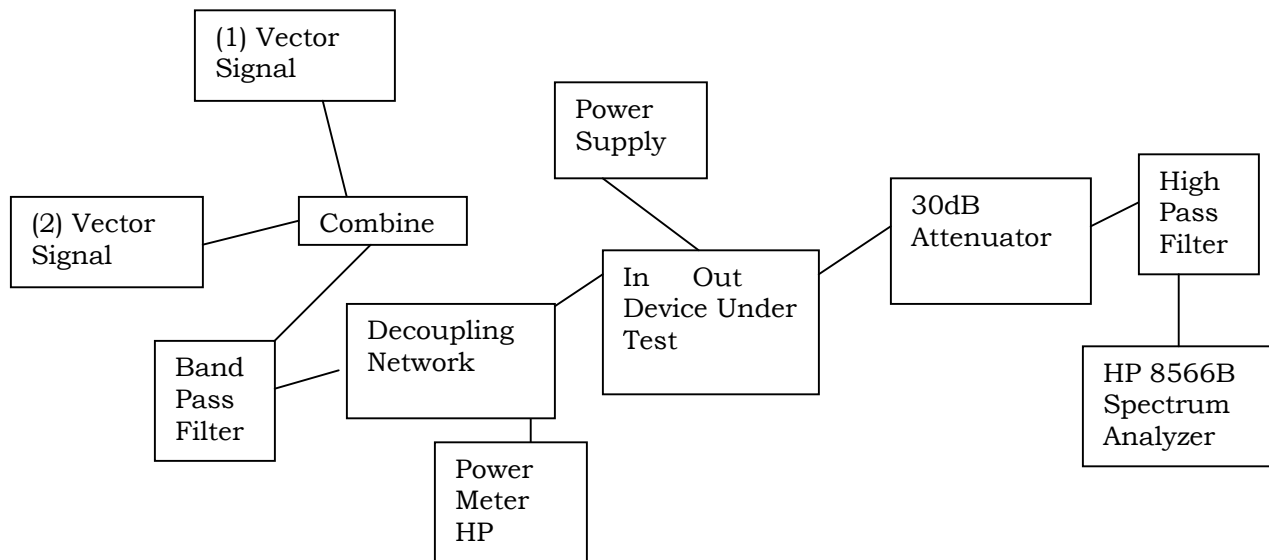 (1) Vector
Signal
Power
Supply
(2) Vector
Signal
Combine
30dB
Attenuator
High
Pass
Filter
In Out
Device Under
Test
Decoupling
Network
Band
Pass
Filter
HP 8566B
Spectrum
Analyzer
Power
Meter
HP